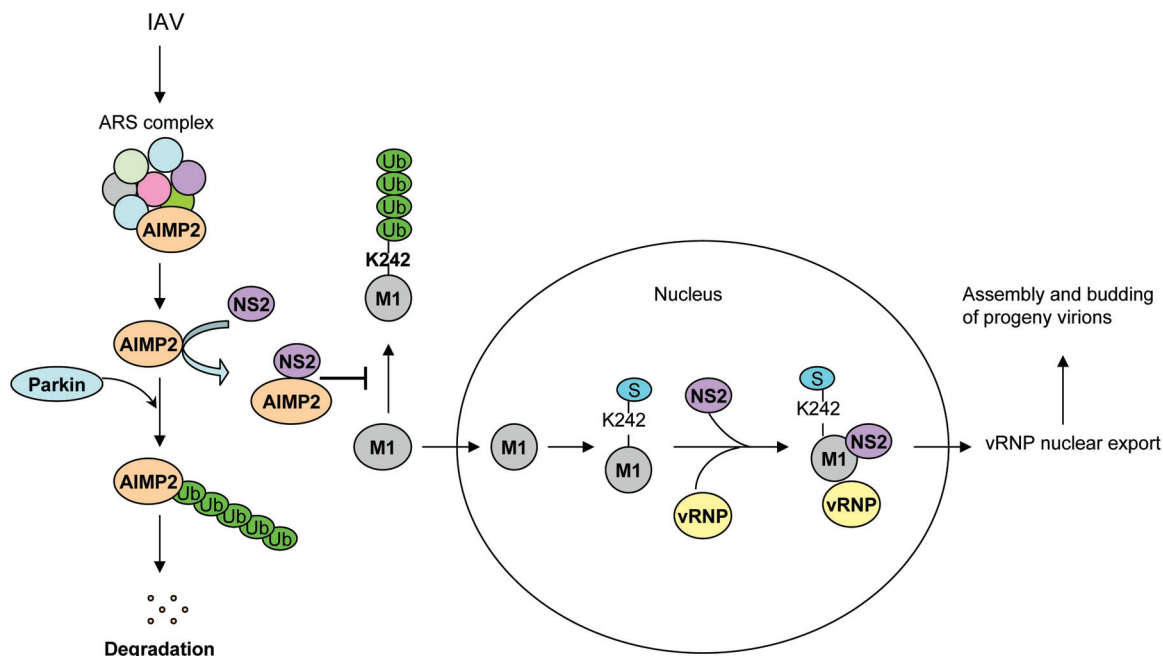 IAV
ARS complex
AIMP2
AIMP2
NS2
Parkin
AIMP2
Ub
Ub
Ub
Ub
Ub
Degradation
NS2
AIMP2
Ub
Ub
Ub
Ub
K242
M1
M1
Nucleus
M1
S
K242
M1
NS2
vRNP
S
K242
M1
NS2
vRNP
vRNP nuclear export
Assembly and budding
of progeny virions